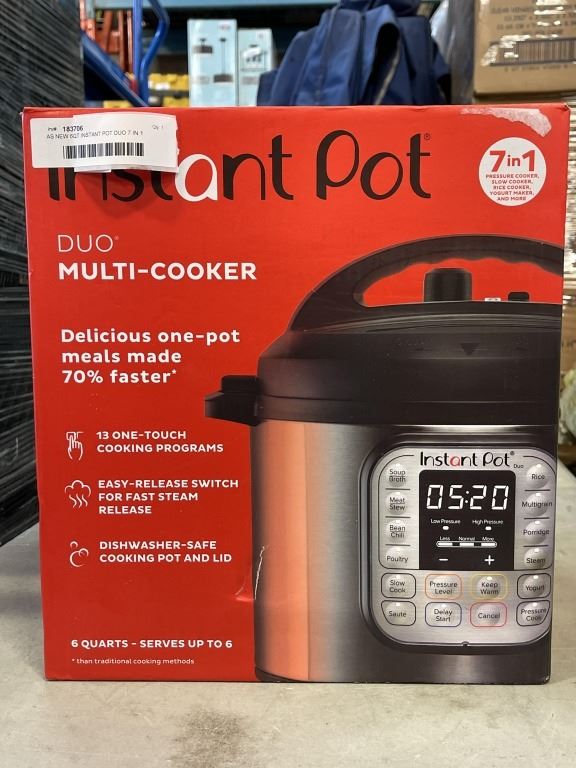 inv# 183706 Qty: 1
AS NEW 6QT INSTANT POT DUO 7 IN 1
Instant Pot®
7 in 1
PRESSURE COOKER,
SLOW COOKER,
RICE COOKER,
YOGURT MAKER,
AND MORE
DUO®
MULTI-COOKER
Delicious one-pot
meals made
70% faster*
13 ONE-TOUCH
COOKING PROGRAMS
EASY-RELEASE SWITCH
FOR FAST STEAM
RELEASE
DISHWASHER-SAFE
COOKING POT AND LID
6 QUARTS – SERVES UP TO 6
* than traditional cooking methods
Instant Pot® Duo
Soup
Broth
Meat
Stew
Bean
Chili
Poultry
05:20
Low Pressure High Pressure
Less Normal More
− +
Rice
Multigrain
Porridge
Steam
Slow
Cook
Pressure
Level
Keep
Warm
Yogurt
Sauté
Delay
Start
Cancel
Pressure
Cook